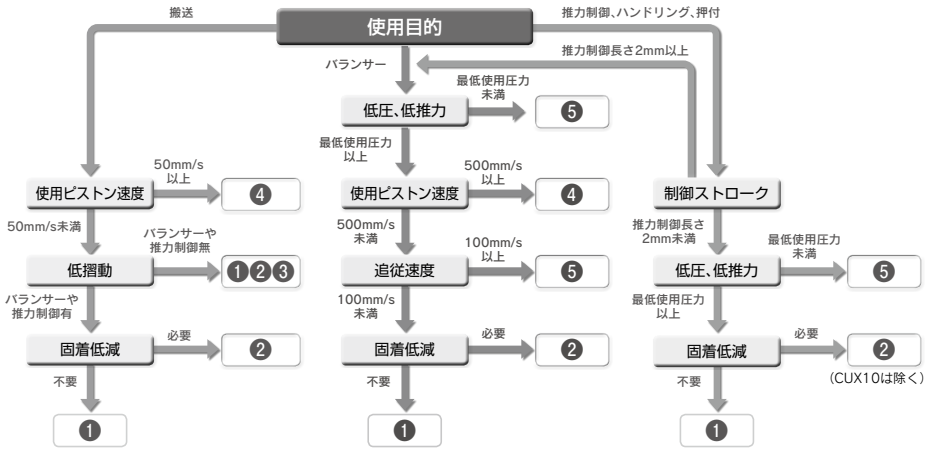 搬送
使用目的
推力制御、ハンドリング、押付
バランサー
推力制御長さ2mm以上
低圧、低推力
最低使用圧力
未満
❺
最低使用圧力
以上
使用ピストン速度
50mm/s
以上
❹
使用ピストン速度
500mm/s
以上
❹
制御ストローク
50mm/s未満
バランサーや
推力制御無
500mm/s
未満
100mm/s
以上
推力制御長さ
2mm未満
最低使用圧力
未満
低摺動
❶❷❸
追従速度
❺
低圧、低推力
❺
バランサーや
推力制御有
100mm/s
未満
最低使用圧力
以上
固着低減
必要
❷
固着低減
必要
❷
固着低減
必要
❷
(CUX10は除く)
不要
不要
不要
❶
❶
❶